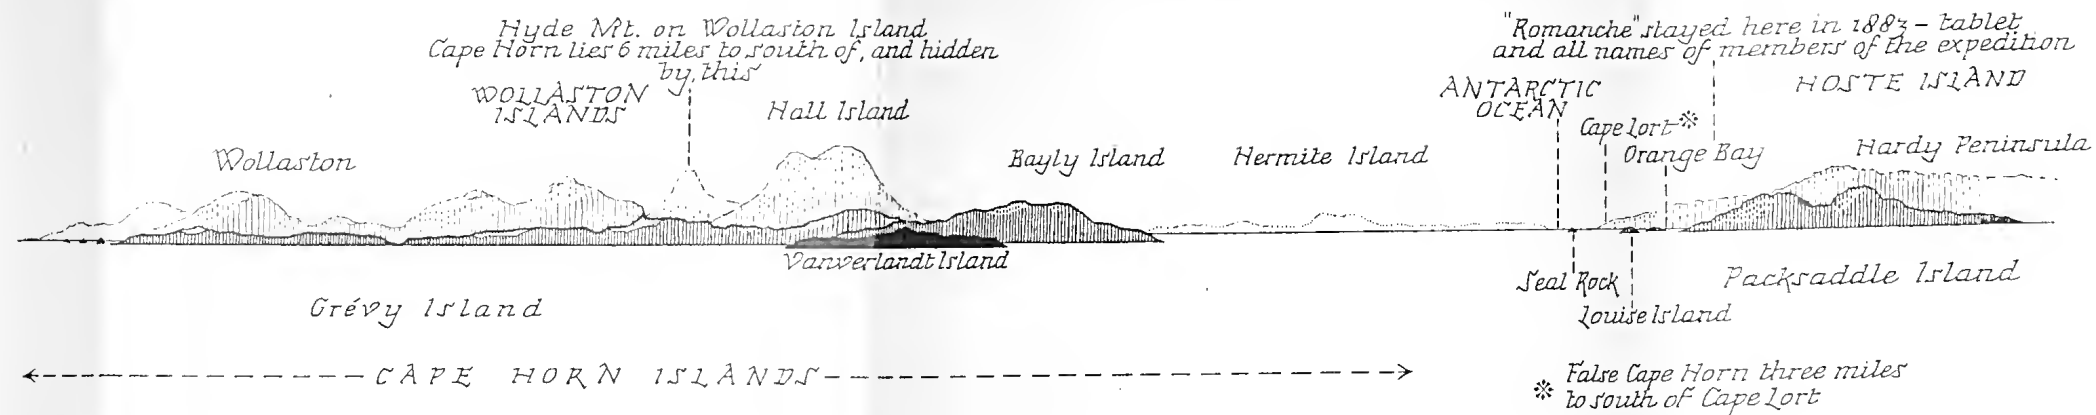 Hyde Mt. on Wollaston Island
Cape Horn lies 6 miles to south of, and hidden
by, this
WOLLASTON
ISLANDS
Hall Island
Wollaston
Bayly Island
Hermite Island
"Romanche" stayed here in 1883 - tablet
and all names of members of the expedition
ANTARCTIC
OCEAN
HOSTE ISLAND
Cape Lort※
Orange Bay
Hardy Peninsula
Vanverlandt Island
Grévy Island
Seal Rock
Louise Island
Packsaddle Island
CAPE HORN ISLANDS
※ False Cape Horn three miles
to south of Cape Lort